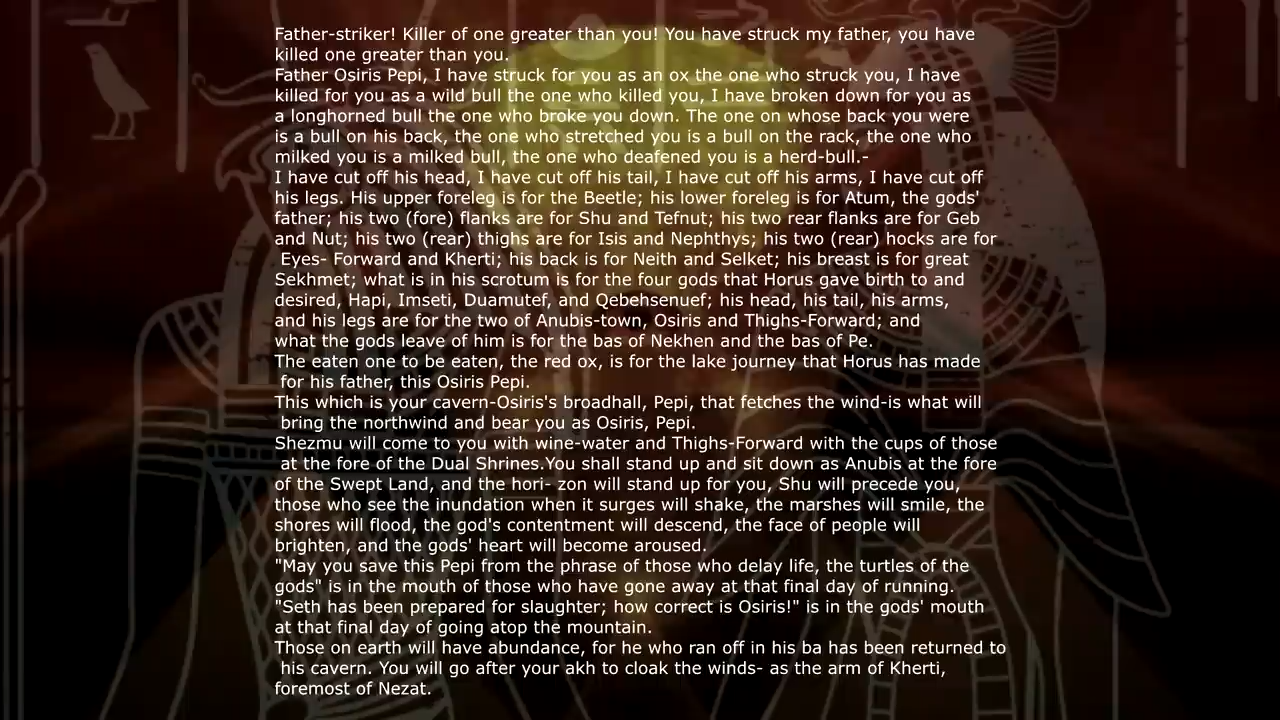 Father-striker! Killer of one greater than you! You have struck my father, you have
killed one greater than you.
Father Osiris Pepi, I have struck for you as an ox the one who struck you, I have
killed for you as a wild bull the one who killed you, I have broken down for you as
a longhorned bull the one who broke you down. The one on whose back you were
is a bull on his back, the one who stretched you is a bull on the rack, the one who
milked you is a milked bull, the one who deafened you is a herd-bull.-
I have cut off his head, I have cut off his tail, I have cut off his arms, I have cut off
his legs. His upper foreleg is for the Beetle; his lower foreleg is for Atum, the gods'
father; his two (fore) flanks are for Shu and Tefnut; his two rear flanks are for Geb
and Nut; his two (rear) thighs are for Isis and Nephthys; his two (rear) hocks are for
Eyes- Forward and Kherti; his back is for Neith and Selket; his breast is for great
Sekhmet; what is in his scrotum is for the four gods that Horus gave birth to and
desired, Hapi, Imseti, Duamutef, and Qebehsenuef; his head, his tail, his arms,
and his legs are for the two of Anubis-town, Osiris and Thighs-Forward; and
what the gods leave of him is for the bas of Nekhen and the bas of Pe.
The eaten one to be eaten, the red ox, is for the lake journey that Horus has made
for his father, this Osiris Pepi.
This which is your cavern-Osiris's broadhall, Pepi, that fetches the wind-is what will
bring the northwind and bear you as Osiris, Pepi.
Shezmu will come to you with wine-water and Thighs-Forward with the cups of those
at the fore of the Dual Shrines.You shall stand up and sit down as Anubis at the fore
of the Swept Land, and the hori- zon will stand up for you, Shu will precede you,
those who see the inundation when it surges will shake, the marshes will smile, the
shores will flood, the god's contentment will descend, the face of people will
brighten, and the gods' heart will become aroused.
"May you save this Pepi from the phrase of those who delay life, the turtles of the
gods" is in the mouth of those who have gone away at that final day of running.
"Seth has been prepared for slaughter; how correct is Osiris!" is in the gods' mouth
at that final day of going atop the mountain.
Those on earth will have abundance, for he who ran off in his ba has been returned to
his cavern. You will go after your akh to cloak the winds- as the arm of Kherti,
foremost of Nezat.